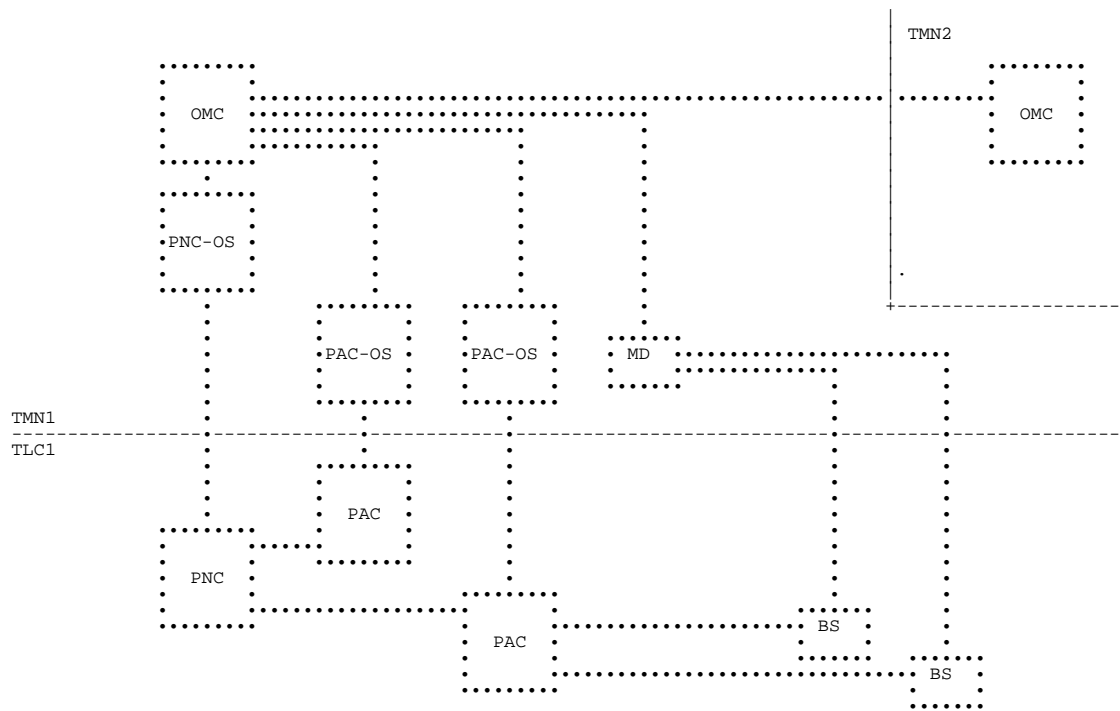 TMN2
OMC
OMC
PNC-OS
PAC-OS
PAC-OS
MD
TMN1
TLC1
PAC
PNC
BS
PAC
BS